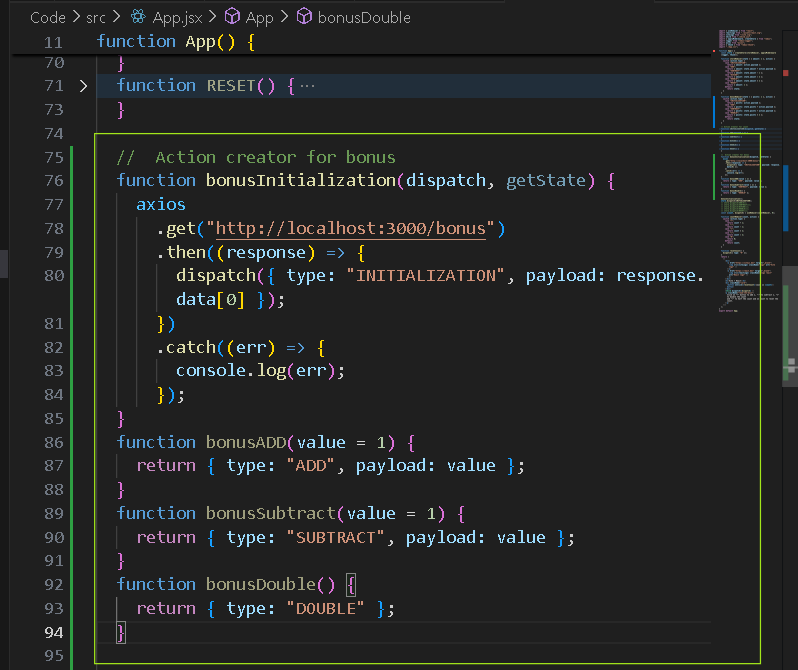 Code > src > App.jsx > App > bonusDouble
11 function App() {
70 }
71 > function RESET() { ...
73 }
74
75 // Action creator for bonus
76 function bonusInitialization(dispatch, getState) {
77 axios
78 .get("http://localhost:3000/bonus")
79 .then((response) => {
80 dispatch({ type: "INITIALIZATION", payload: response.
data[0] });
81 })
82 .catch((err) => {
83 console.log(err);
84 });
85 }
86 function bonusADD(value = 1) {
87 return { type: "ADD", payload: value };
88 }
89 function bonusSubtract(value = 1) {
90 return { type: "SUBTRACT", payload: value };
91 }
92 function bonusDouble() {
93 return { type: "DOUBLE" };
94 }
95